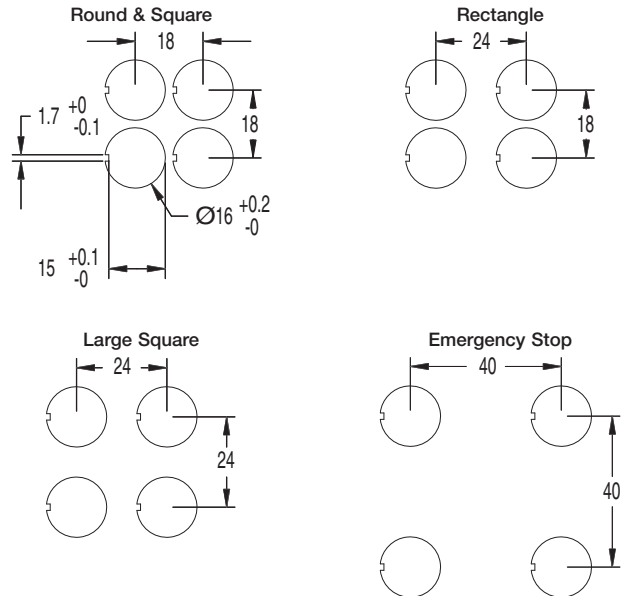 Round & Square
18
1.7 +0 -0.1
18
Ø16 +0.2 -0
15 +0.1 -0
Rectangle
24
18
Large Square
24
24
Emergency Stop
40
40